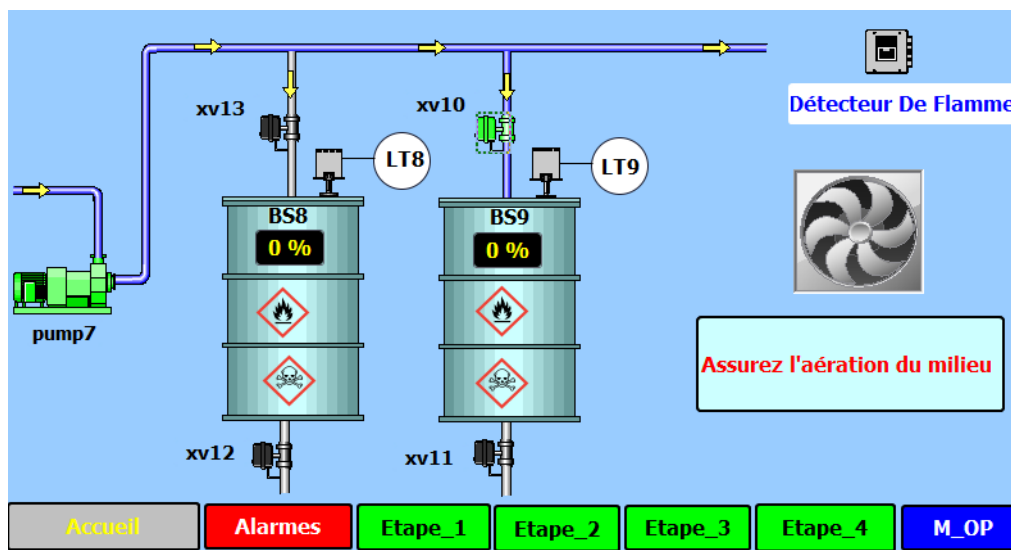 xv13
xv10
Détecteur De Flamme
LT8
LT9
BS8
0 %
BS9
0 %
pump7
Assurez l'aération du milieu
xv12
xv11
Accueil
Alarmes
Etape_1
Etape_2
Etape_3
Etape_4
M_OP